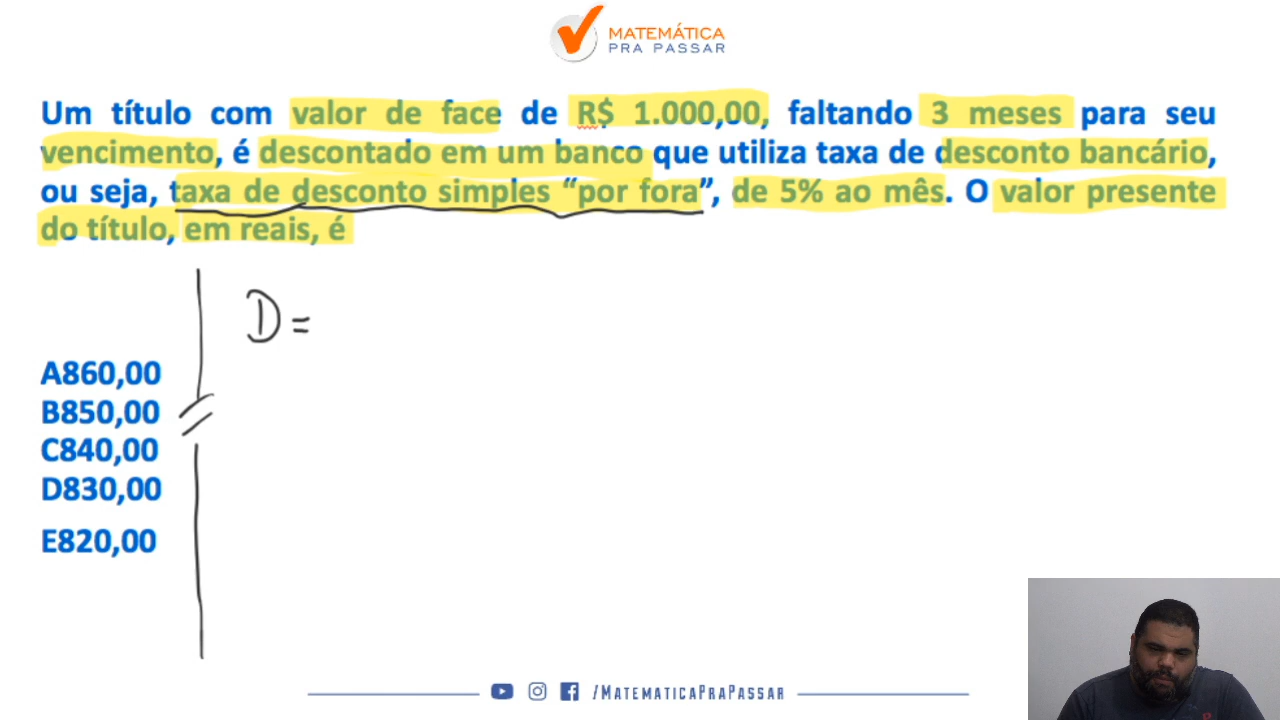 MATEMÁTICA
PRA PASSAR
Um título com valor de face de R$ 1.000,00, faltando 3 meses para seu
vencimento, é descontado em um banco que utiliza taxa de desconto bancário,
ou seja, taxa de desconto simples “por fora”, de 5% ao mês. O valor presente
do título, em reais, é
D =
A860,00
B850,00
C840,00
D830,00
E820,00
/MATEMATICAPRAPASSAR